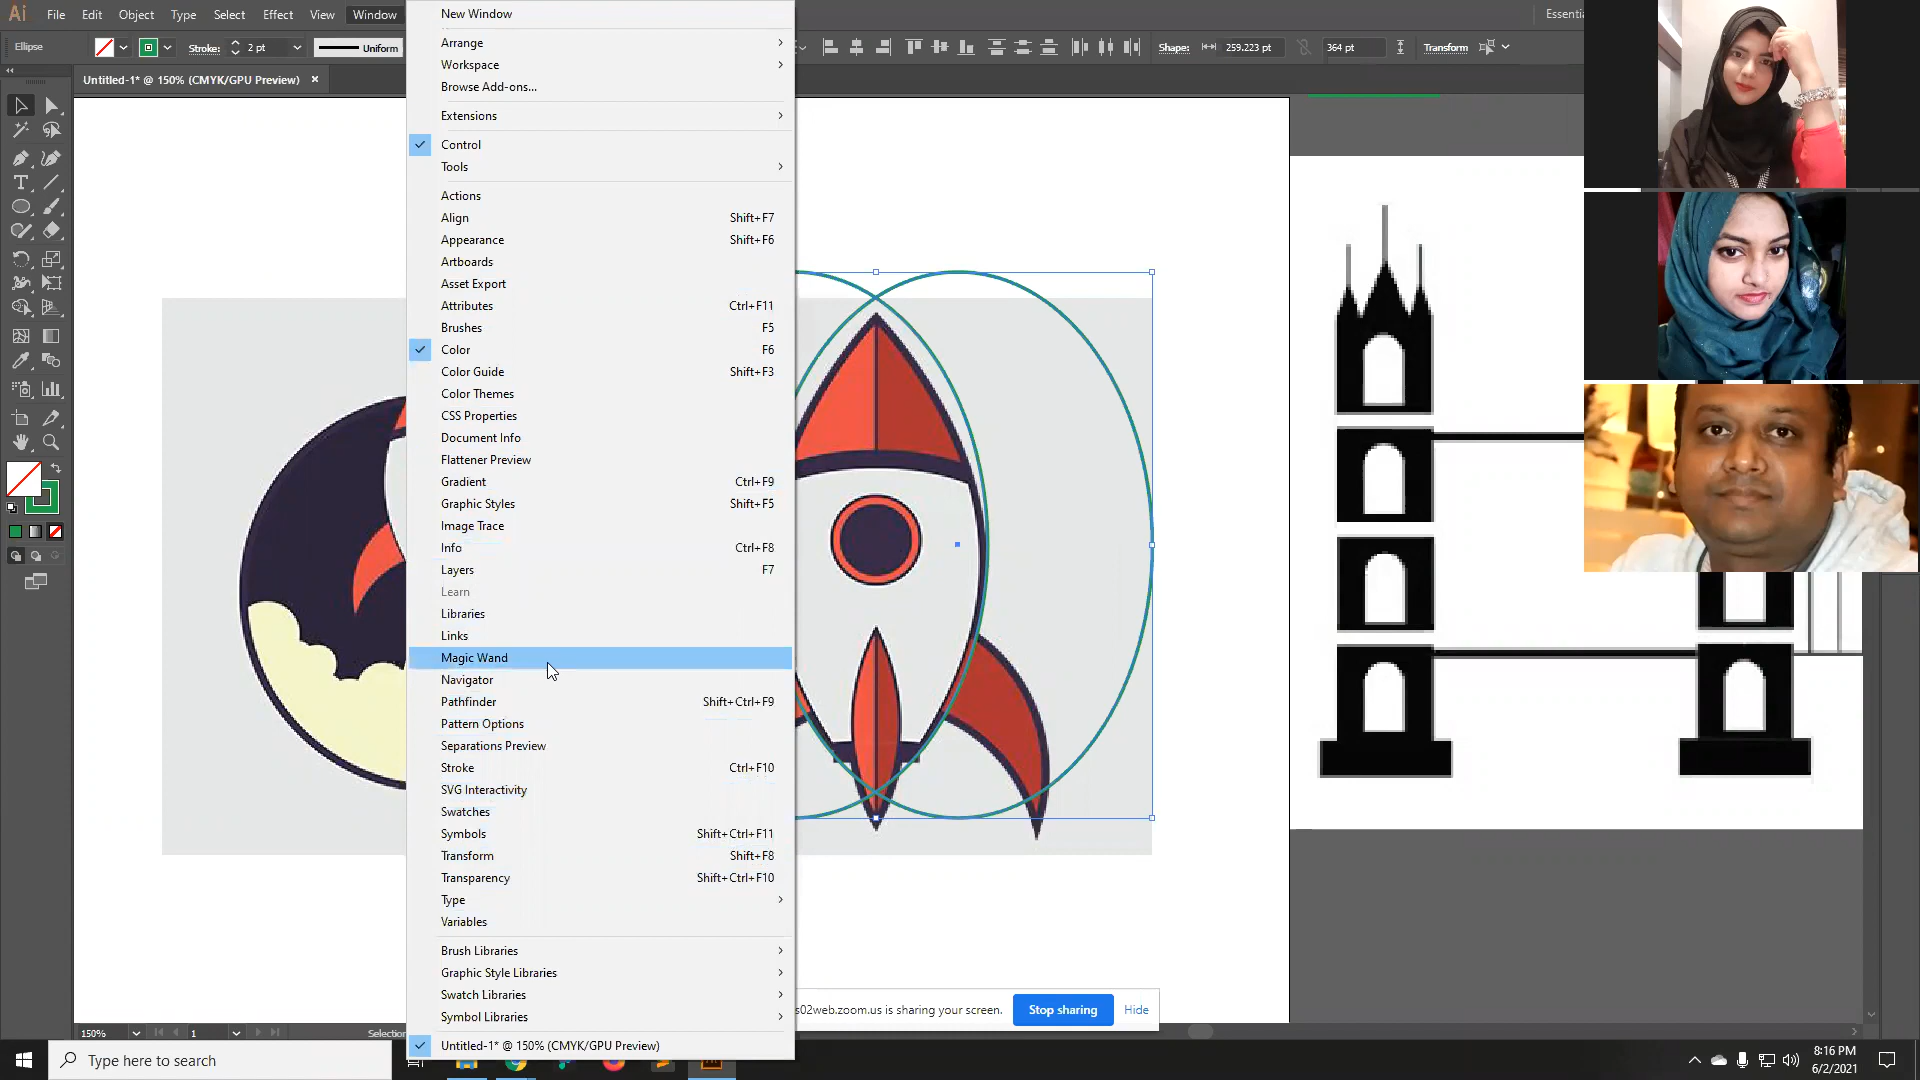 Ai File Edit Object Type Select Effect View Window
Essentia
Ellipse
Stroke: 2 pt Uniform
Shape: 259.223 pt 364 pt Transform
Untitled-1* @ 150% (CMYK/GPU Preview) ×
New Window
Arrange
Workspace
Browse Add-ons...
Extensions
Control
Tools
Actions
Align Shift+F7
Appearance Shift+F6
Artboards
Asset Export
Attributes Ctrl+F11
Brushes F5
Color F6
Color Guide Shift+F3
Color Themes
CSS Properties
Document Info
Flattener Preview
Gradient Ctrl+F9
Graphic Styles Shift+F5
Image Trace
Info Ctrl+F8
Layers F7
Learn
Libraries
Links
Magic Wand
Navigator
Pathfinder Shift+Ctrl+F9
Pattern Options
Separations Preview
Stroke Ctrl+F10
SVG Interactivity
Swatches
Symbols Shift+Ctrl+F11
Transform Shift+F8
Transparency Shift+Ctrl+F10
Type
Variables
Brush Libraries
Graphic Style Libraries
Swatch Libraries
Symbol Libraries
Untitled-1* @ 150% (CMYK/GPU Preview)
s02web.zoom.us is sharing your screen. Stop sharing Hide
150% 1 Selection
Type here to search
8:16 PM
6/2/2021